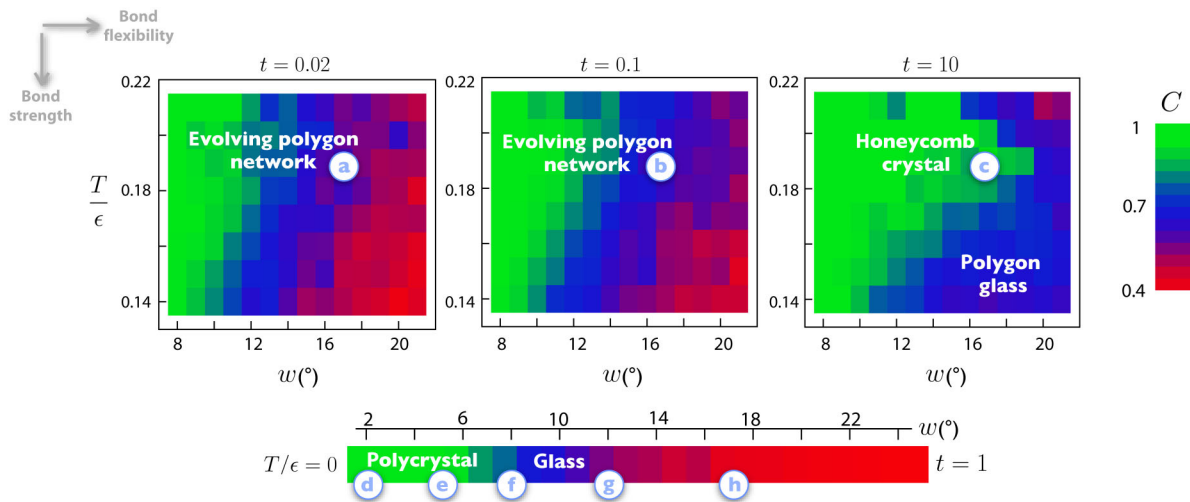 Bond
flexibility
Bond
strength
t = 0.02
t = 0.1
t = 10
0.22
0.18
0.14
T
ϵ
Evolving polygon
network
a
8 12 16 20
w(°)
0.22
0.18
0.14
Evolving polygon
network
b
8 12 16 20
w(°)
0.22
0.18
0.14
Honeycomb
crystal
c
Polygon
glass
8 12 16 20
w(°)
C
1
0.7
0.4
2 6 10 14 18 22 w(°)
T/ϵ = 0 Polycrystal Glass t = 1
d e f g h